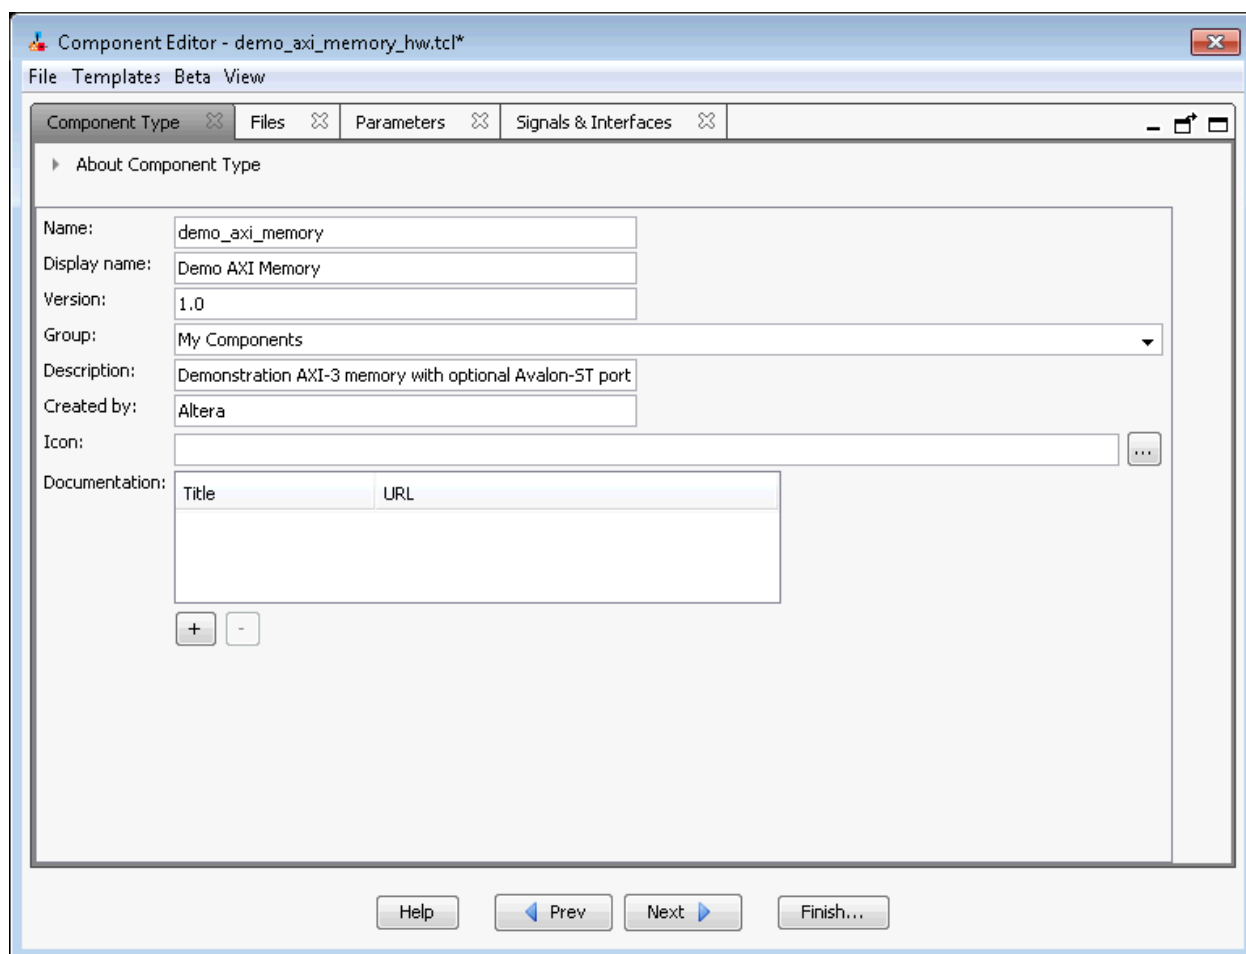 Component Editor - demo_axi_memory_hw.tcl*
File Templates Beta View
Component Type Files Parameters Signals & Interfaces
About Component Type
Name: demo_axi_memory
Display name: Demo AXI Memory
Version: 1.0
Group: My Components
Description: Demonstration AXI-3 memory with optional Avalon-ST port
Created by: Altera
Icon: ...
Documentation: Title URL
+ -
Help Prev Next Finish...